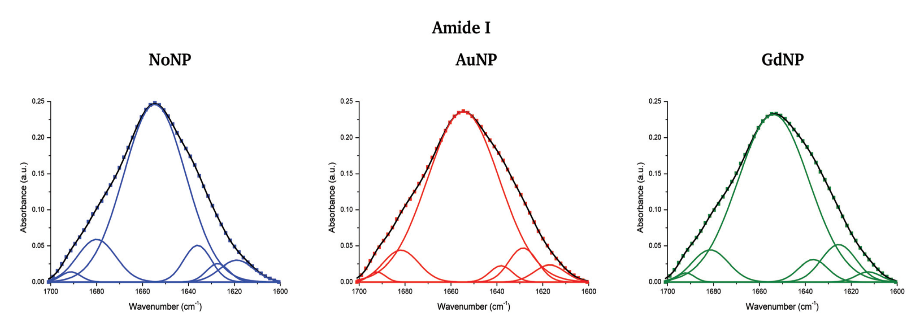 Amide I
NoNP
AuNP
GdNP
Absorbance (a.u.)
0.25
0.20
0.15
0.10
0.05
0.00
1700 1680 1660 1640 1620 1600
Wavenumber (cm⁻¹)
Absorbance (a.u.)
0.25
0.20
0.15
0.10
0.05
0.00
1700 1680 1660 1640 1620 1600
Wavenumber (cm⁻¹)
Absorbance (a.u.)
0.25
0.20
0.15
0.10
0.05
0.00
1700 1680 1660 1640 1620 1600
Wavenumber (cm⁻¹)